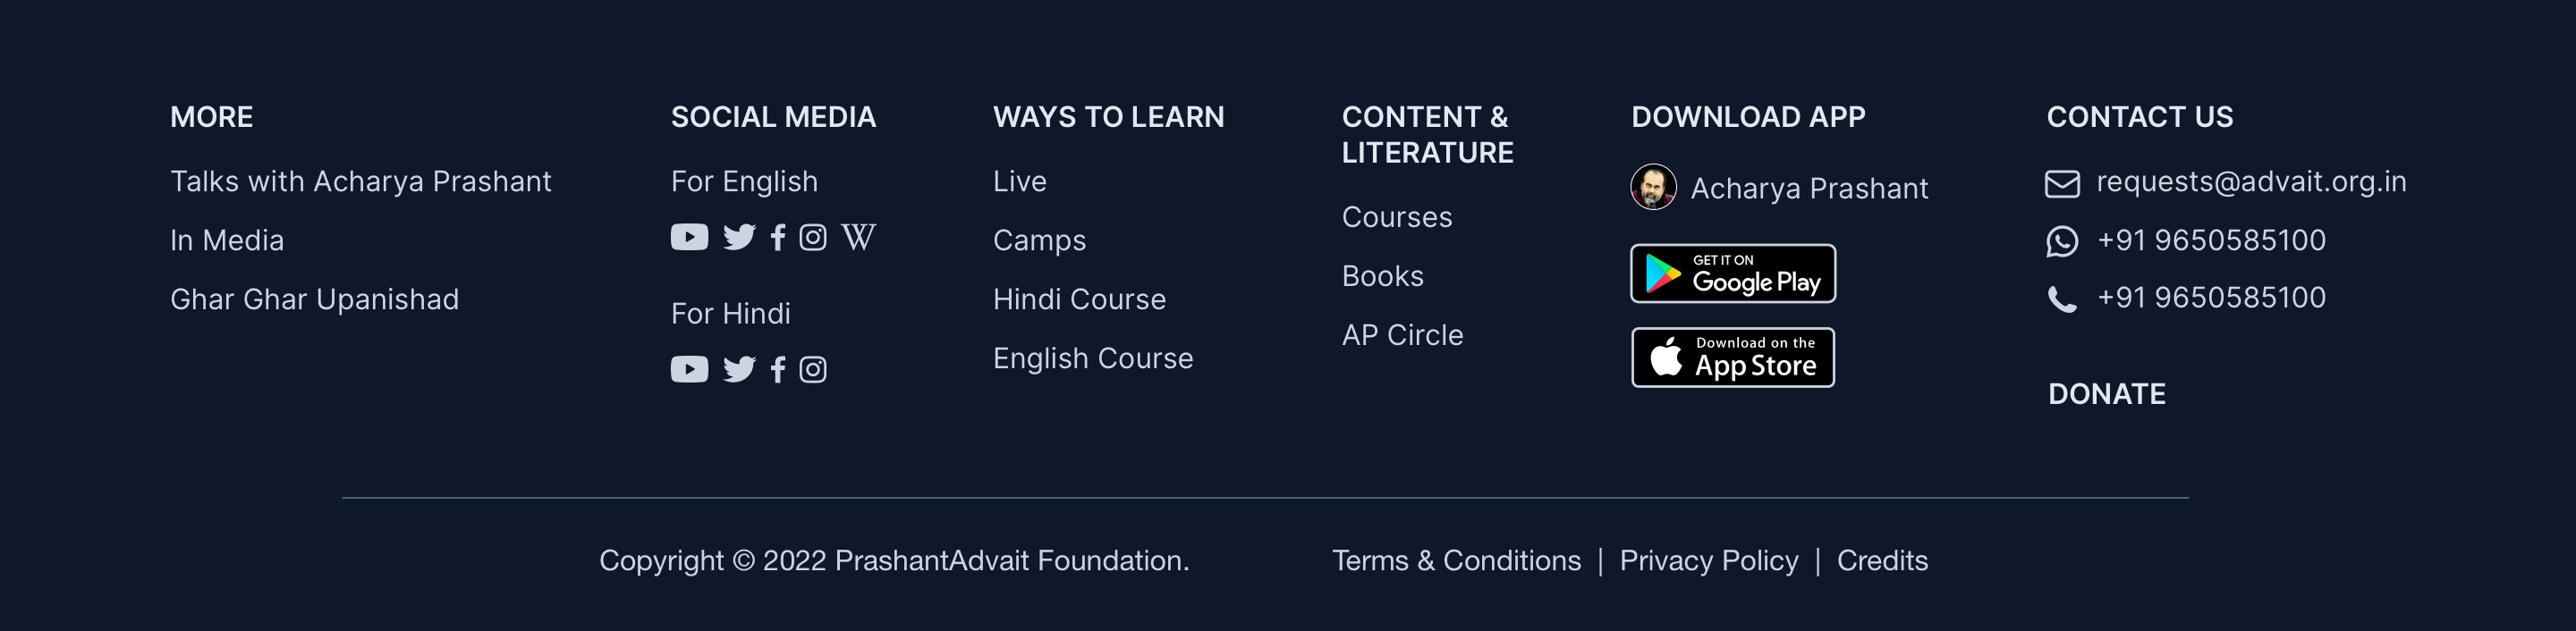 MORE
Talks with Acharya Prashant
In Media
Ghar Ghar Upanishad
SOCIAL MEDIA
For English
For Hindi
WAYS TO LEARN
Live
Camps
Hindi Course
English Course
CONTENT &
LITERATURE
Courses
Books
AP Circle
DOWNLOAD APP
Acharya Prashant
GET IT ON
Google Play
Download on the
App Store
CONTACT US
requests@advait.org.in
+91 9650585100
+91 9650585100
DONATE
Copyright © 2022 PrashantAdvait Foundation.
Terms & Conditions | Privacy Policy | Credits